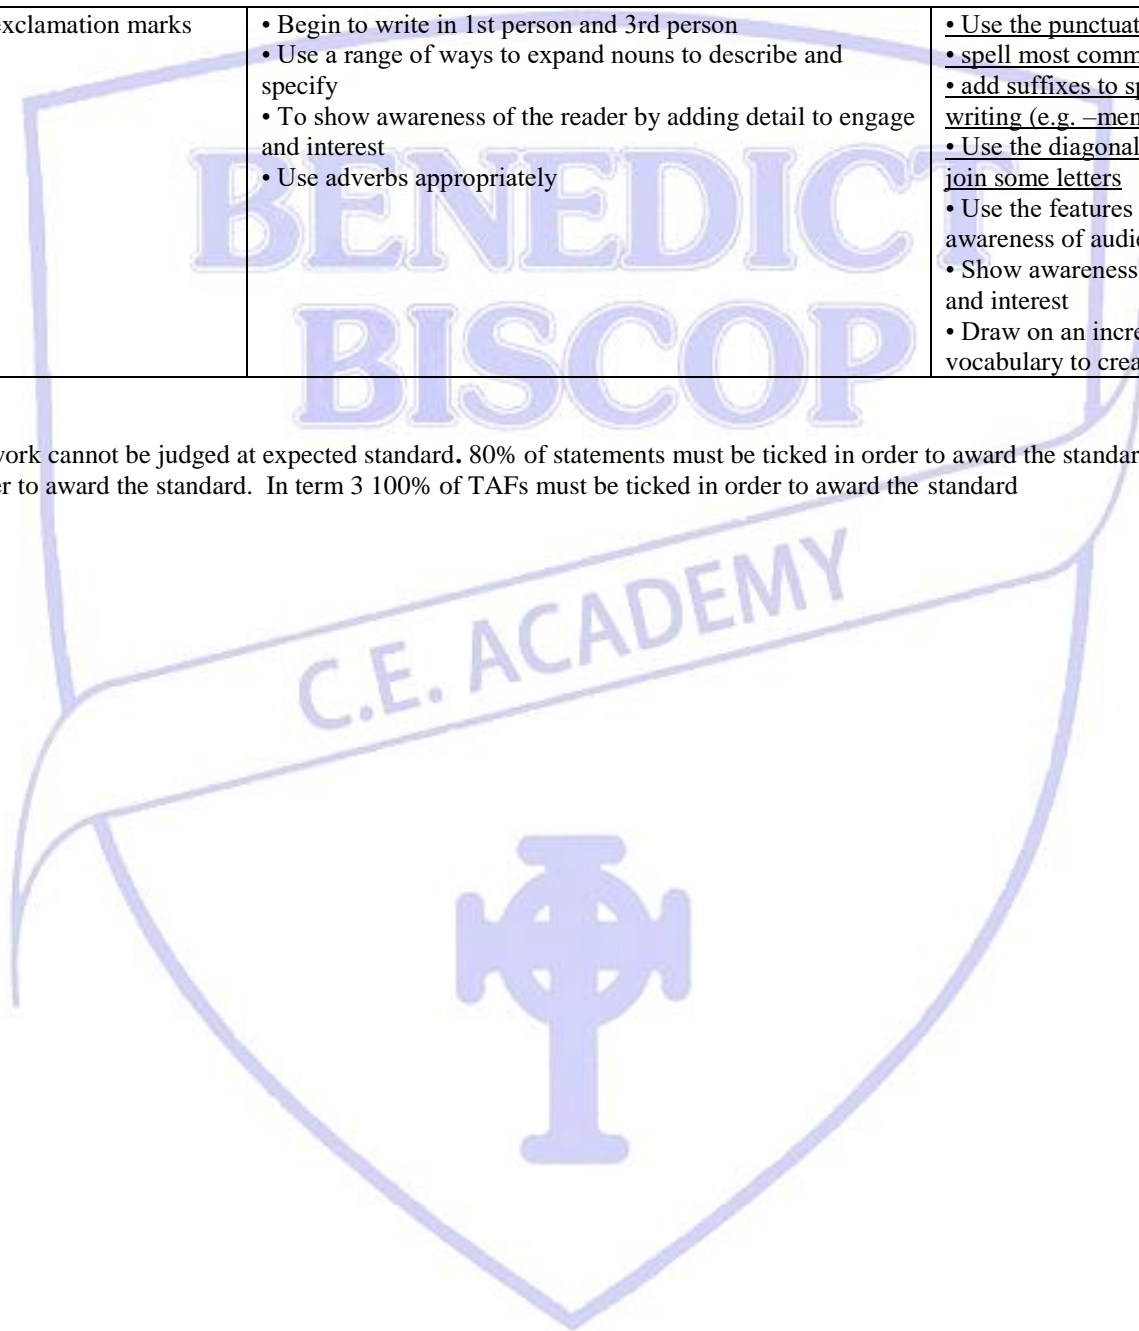 exclamation marks
• Begin to write in 1st person and 3rd person
• Use a range of ways to expand nouns to describe and
specify
• To show awareness of the reader by adding detail to engage
and interest
• Use adverbs appropriately
• Use the punctuat
• spell most comm
• add suffixes to sp
writing (e.g. –men
• Use the diagonal
join some letters
• Use the features
awareness of audie
• Show awareness
and interest
• Draw on an incre
vocabulary to crea
work cannot be judged at expected standard. 80% of statements must be ticked in order to award the standar
er to award the standard. In term 3 100% of TAFs must be ticked in order to award the standard
BENEDICT
BISCOP
C.E. ACADEMY